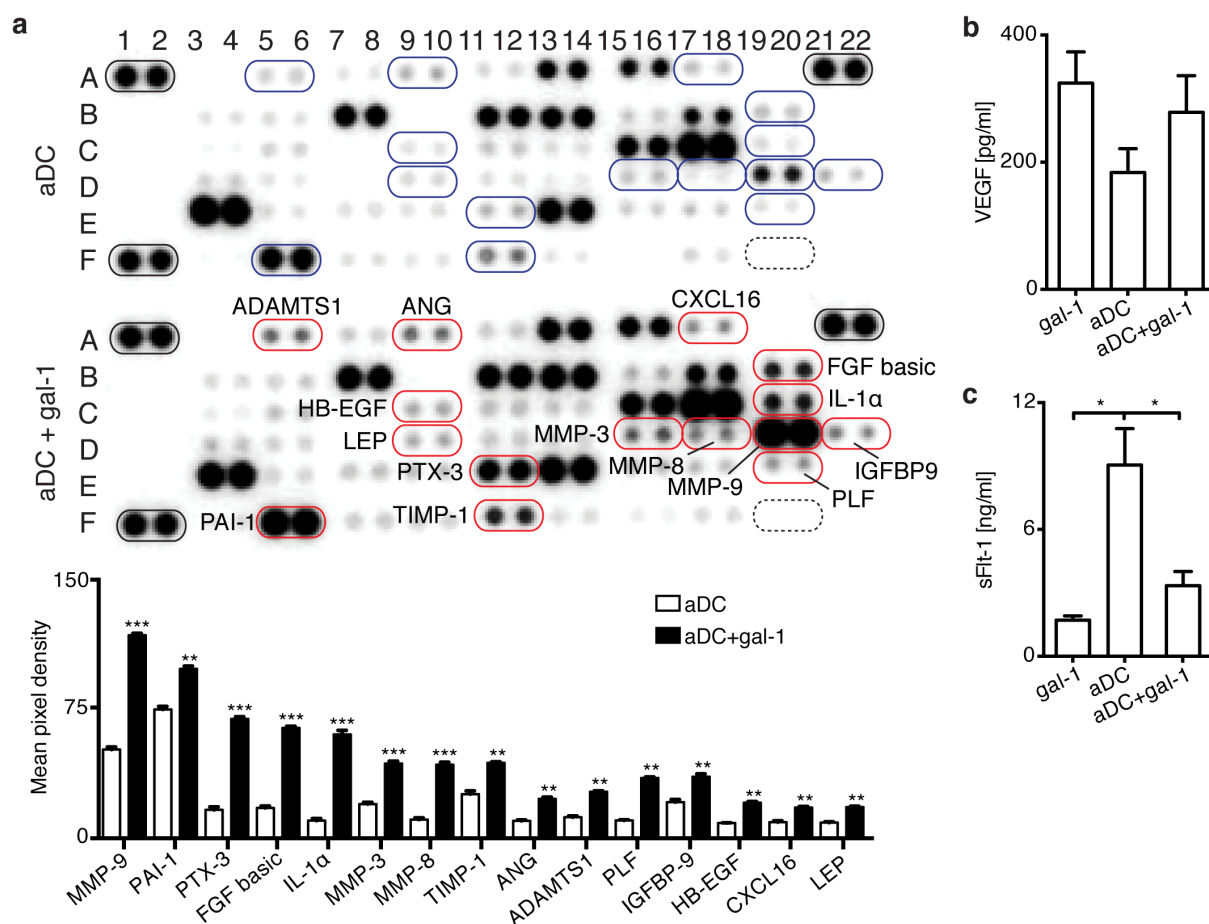 a
1 2 3 4 5 6 7 8 9 10 11 12 13 14 15 16 17 18 19 20 21 22
A
B
C
D
E
F
aDC
ADAMTS1 ANG CXCL16
A
B
C
D
E
F
aDC + gal-1
FGF basic
HB-EGF IL-1α
LEP MMP-3
MMP-8 IGFBP9
PTX-3 MMP-9
PLF
PAI-1 TIMP-1
150
75
0
Mean pixel density
aDC
aDC+gal-1
*** ** *** *** *** *** *** ** ** ** ** ** ** ** **
MMP-9 PAI-1 PTX-3 FGF basic IL-1α MMP-3 MMP-8 TIMP-1 ANG ADAMTS1 PLF IGFBP-9 HB-EGF CXCL16 LEP
b
400
200
0
VEGF [pg/ml]
gal-1 aDC aDC+gal-1
c
12
6
0
sFlt-1 [ng/ml]
* *
gal-1 aDC aDC+gal-1